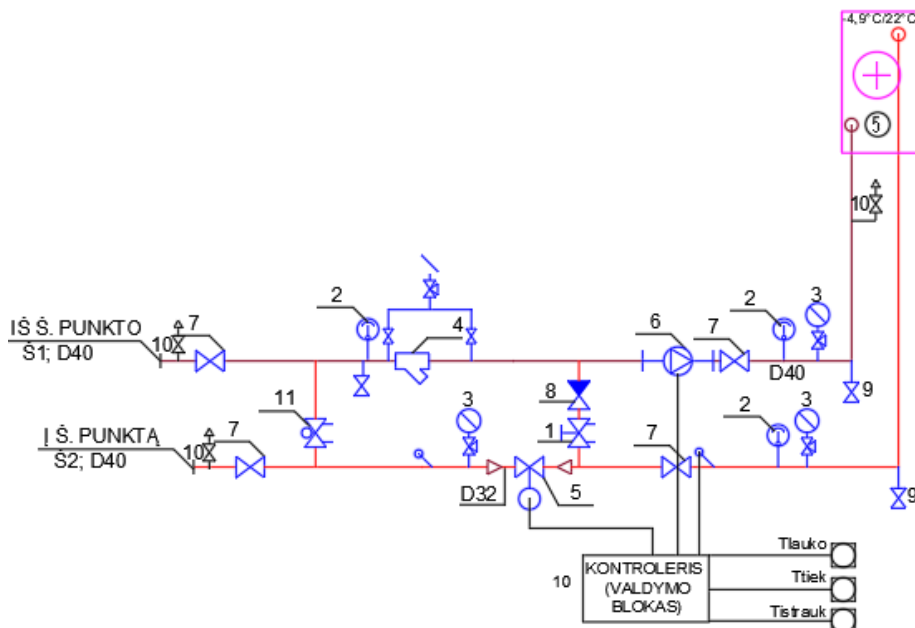 -4,9°C/22°C
5
10
2
4
6
7
2
3
IŠ Š. PUNKTO
Š1; D40
10
7
D40
9
11
8
3
1
7
2
3
Į Š. PUNKTĄ
Š2; D40
10
7
D32
5
9
10
KONTROLERIS
(VALDYMO
BLOKAS)
Tlauko
Ttiek
Tistrauk